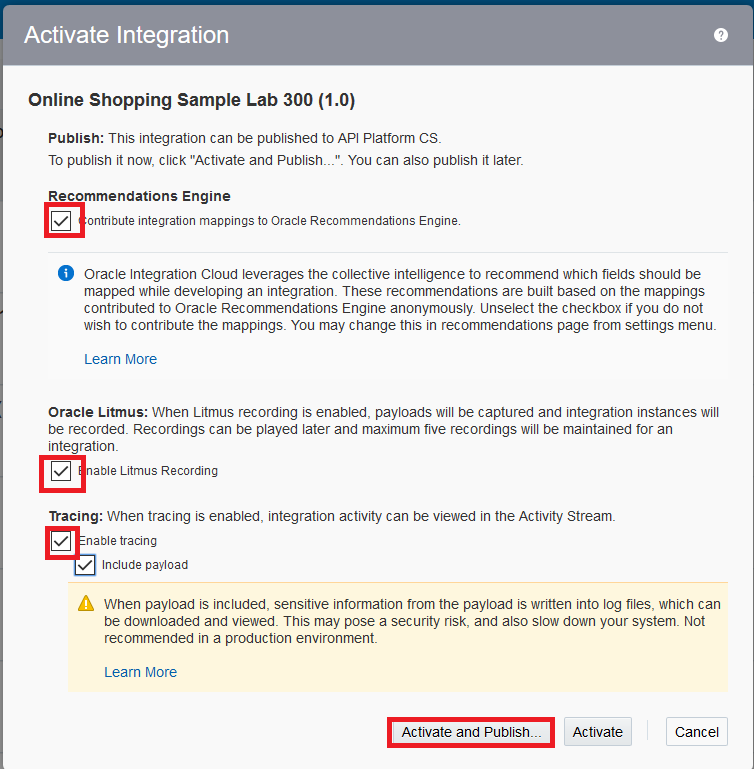 Activate Integration
Online Shopping Sample Lab 300 (1.0)
Publish: This integration can be published to API Platform CS.
To publish it now, click "Activate and Publish...". You can also publish it later.
Recommendations Engine
Contribute integration mappings to Oracle Recommendations Engine.
Oracle Integration Cloud leverages the collective intelligence to recommend which fields should be
mapped while developing an integration. These recommendations are built based on the mappings
contributed to Oracle Recommendations Engine anonymously. Unselect the checkbox if you do not
wish to contribute the mappings. You may change this in recommendations page from settings menu.
Learn More
Oracle Litmus: When Litmus recording is enabled, payloads will be captured and integration instances will
be recorded. Recordings can be played later and maximum five recordings will be maintained for an
integration.
Enable Litmus Recording
Tracing: When tracing is enabled, integration activity can be viewed in the Activity Stream.
Enable tracing
Include payload
When payload is included, sensitive information from the payload is written into log files, which can
be downloaded and viewed. This may pose a security risk, and also slow down your system. Not
recommended in a production environment.
Learn More
Activate and Publish... Activate Cancel